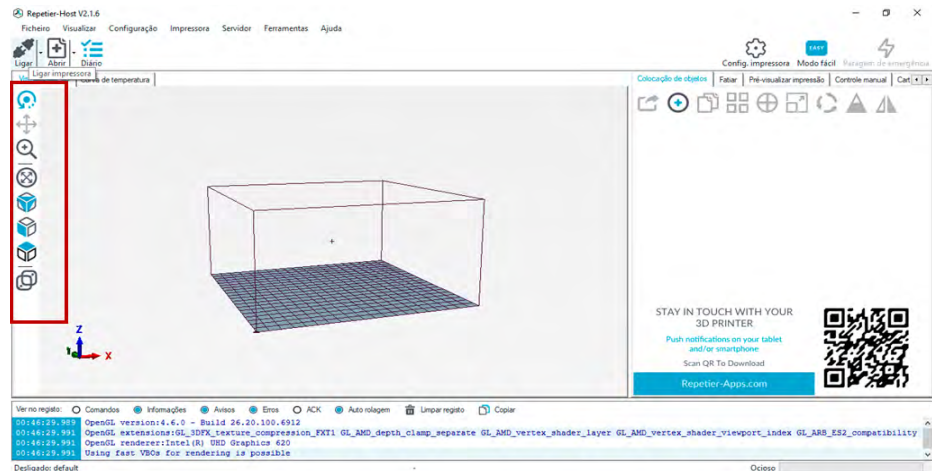 Repetier-Host V2.1.6
Ficheiro Visualizar Configuração Impressora Servidor Ferramentas Ajuda
Ligar Abrir Diário
Config. impressora Modo fácil Paragem de emergência
EASY
Ligar impressora
Curva de temperatura
Colocação de objetos Fatiar Pré-visualizar impressão Controle manual Cart
Z
Y
X
STAY IN TOUCH WITH YOUR
3D PRINTER
Push notifications on your tablet
and/or smartphone
Scan QR To Download
Repetier-Apps.com
Ver no registo: Comandos Informações Avisos Erros ACK Auto rolagem Limpar registo Copiar
00:46:29.989 OpenGL version:4.6.0 - Build 26.20.100.6912
00:46:29.991 OpenGL extensions:GL_3DFX_texture_compression_FXT1 GL_AMD_depth_clamp_separate GL_AMD_vertex_shader_layer GL_AMD_vertex_shader_viewport_index GL_ARB_ES2_compatibility
00:46:29.991 OpenGL renderer:Intel(R) UHD Graphics 620
00:46:29.991 Using fast VBOs for rendering is possible
Desligado: default
Ocioso